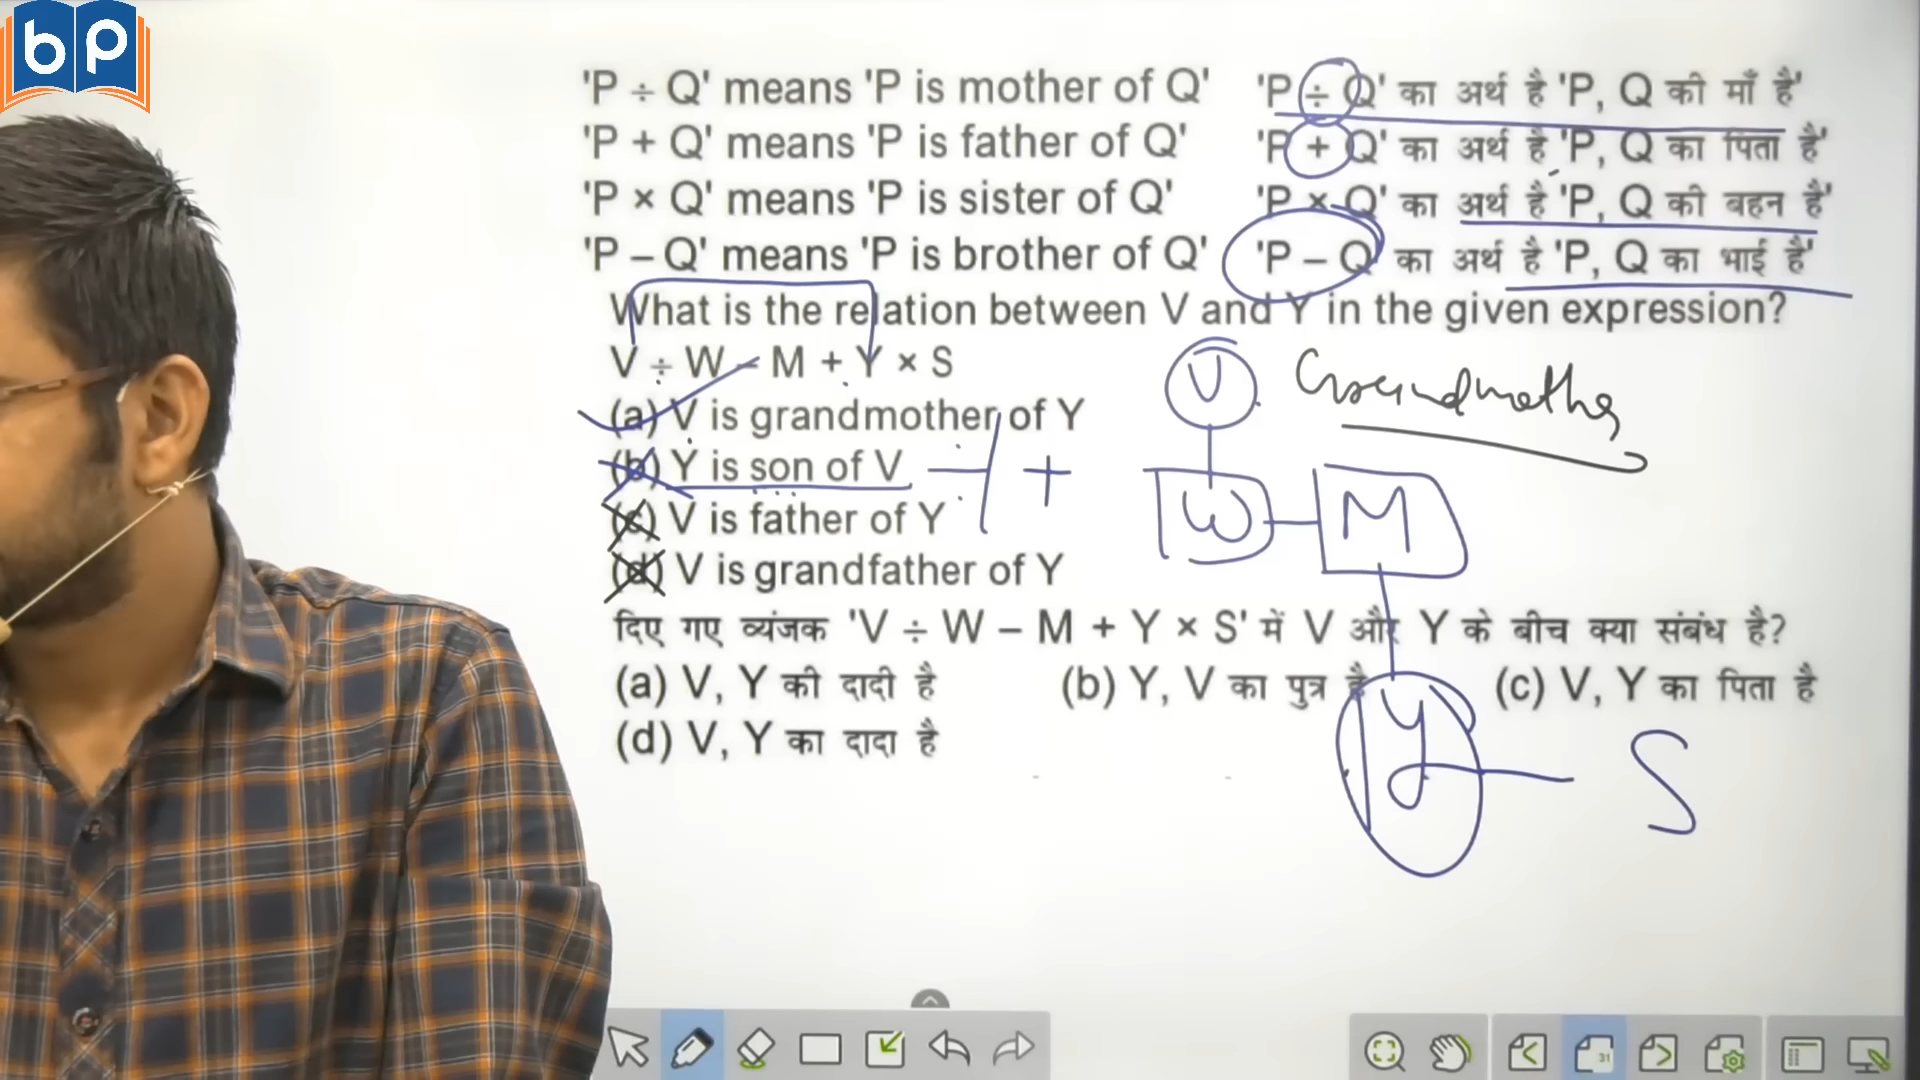 bp
'P ÷ Q' means 'P is mother of Q' 'P ÷ Q' का अर्थ है 'P, Q की माँ है'
'P + Q' means 'P is father of Q' 'P + Q' का अर्थ है 'P, Q का पिता है'
'P × Q' means 'P is sister of Q' 'P × Q' का अर्थ है 'P, Q की बहन है'
'P – Q' means 'P is brother of Q' 'P – Q' का अर्थ है 'P, Q का भाई है'
What is the relation between V and Y in the given expression?
V ÷ W – M + Y × S
(a) V is grandmother of Y
(b) Y is son of V
(c) V is father of Y
(d) V is grandfather of Y
V Grandmother
W M
Y S
दिए गए व्यंजक 'V ÷ W – M + Y × S' में V और Y के बीच क्या संबंध है?
(a) V, Y की दादी है (b) Y, V का पुत्र है (c) V, Y का पिता है
(d) V, Y का दादा है
31